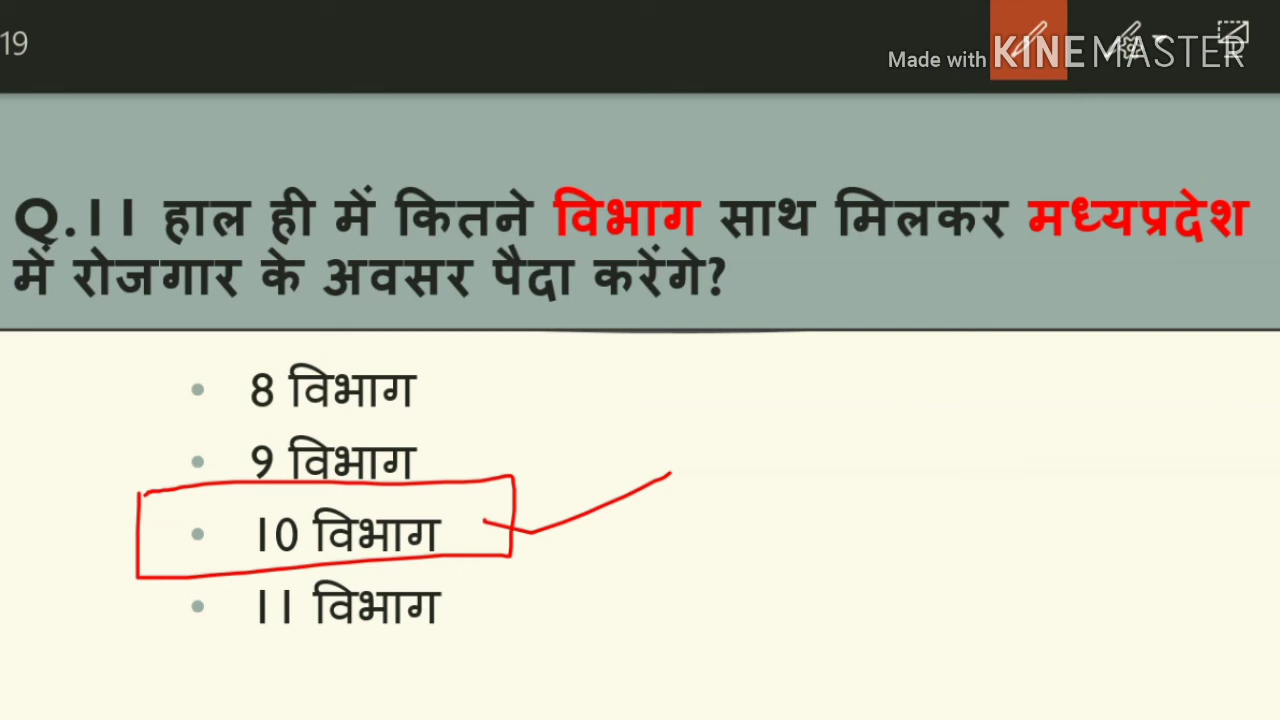 19
Made with KINEMASTER
Q.11 हाल ही में कितने विभाग साथ मिलकर मध्यप्रदेश
में रोजगार के अवसर पैदा करेंगे?
• 8 विभाग
• 9 विभाग
• 10 विभाग
• 11 विभाग